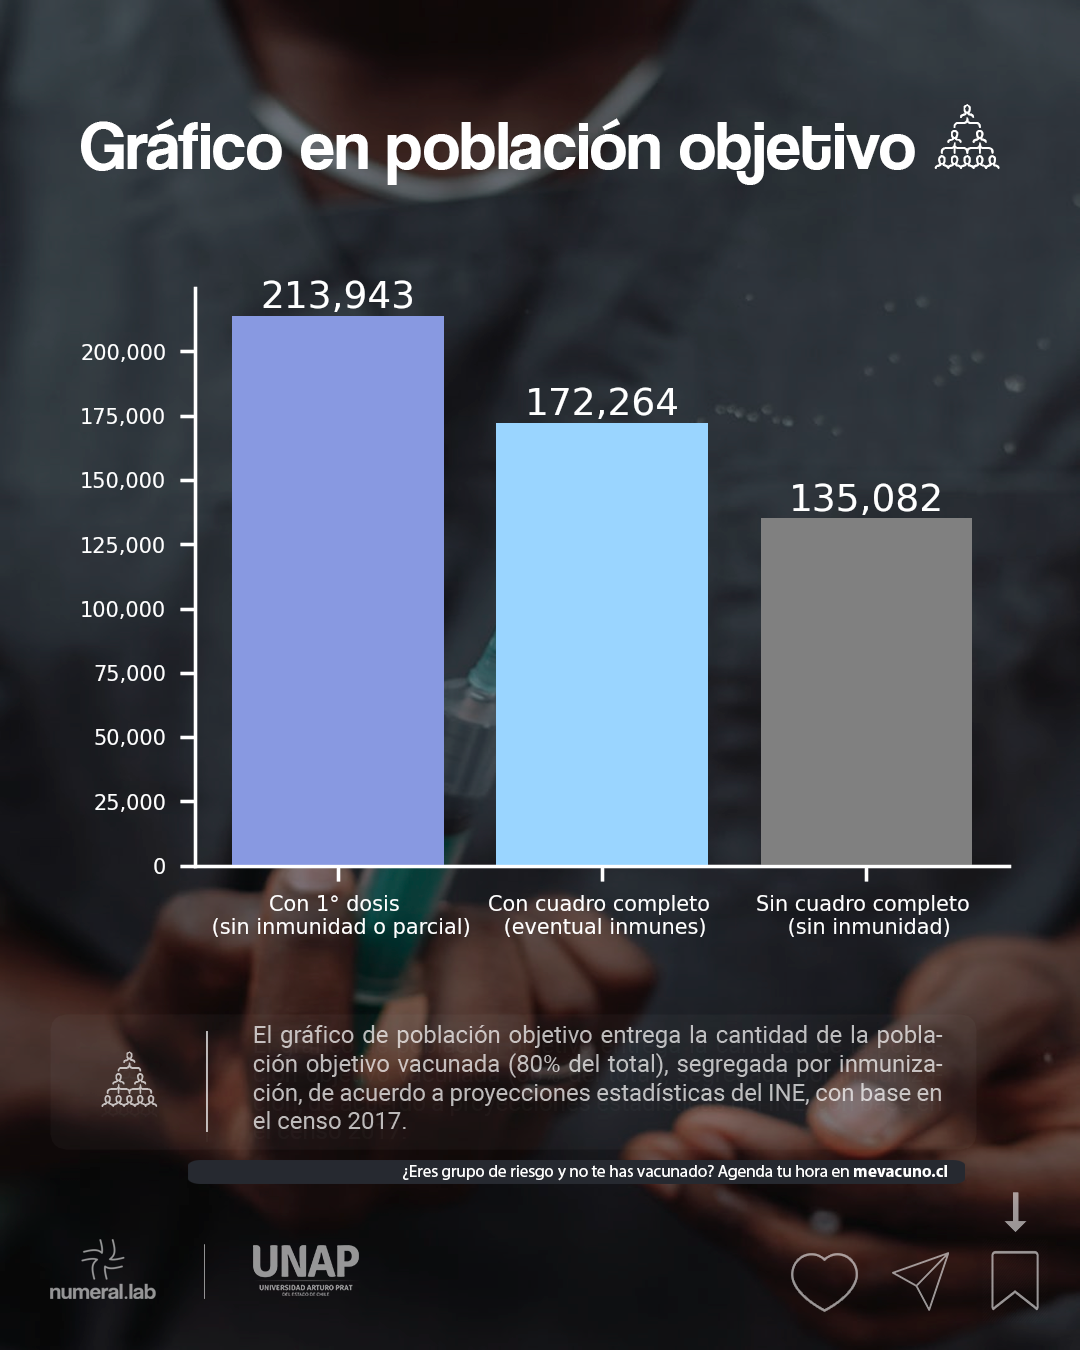 Gráfico en población objetivo
213,943
172,264
135,082
200,000
175,000
150,000
125,000
100,000
75,000
50,000
25,000
0
Con 1° dosis
(sin inmunidad o parcial)
Con cuadro completo
(eventual inmunes)
Sin cuadro completo
(sin inmunidad)
El gráfico de población objetivo entrega la cantidad de la pobla-
ción objetivo vacunada (80% del total), segregada por inmuniza-
ción, de acuerdo a proyecciones estadísticas del INE, con base en
el censo 2017.
¿Eres grupo de riesgo y no te has vacunado? Agenda tu hora en mevacuno.cl
numeral.lab
UNAP
UNIVERSIDAD ARTURO PRAT
DEL ESTADO DE CHILE